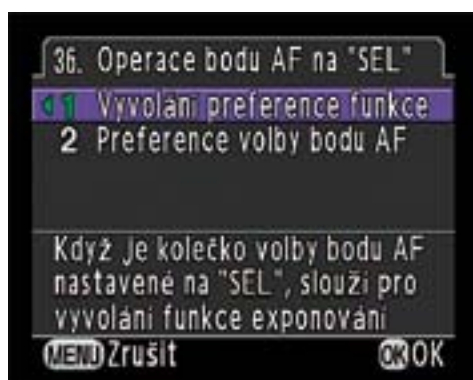 36. Operace bodu AF na "SEL"
1 Vyvolání preference funkce
2 Preference volby bodu AF
Když je kolečko volby bodu AF
nastavené na "SEL", slouží pro
vyvolání funkce exponování
MENU Zrušit OK OK